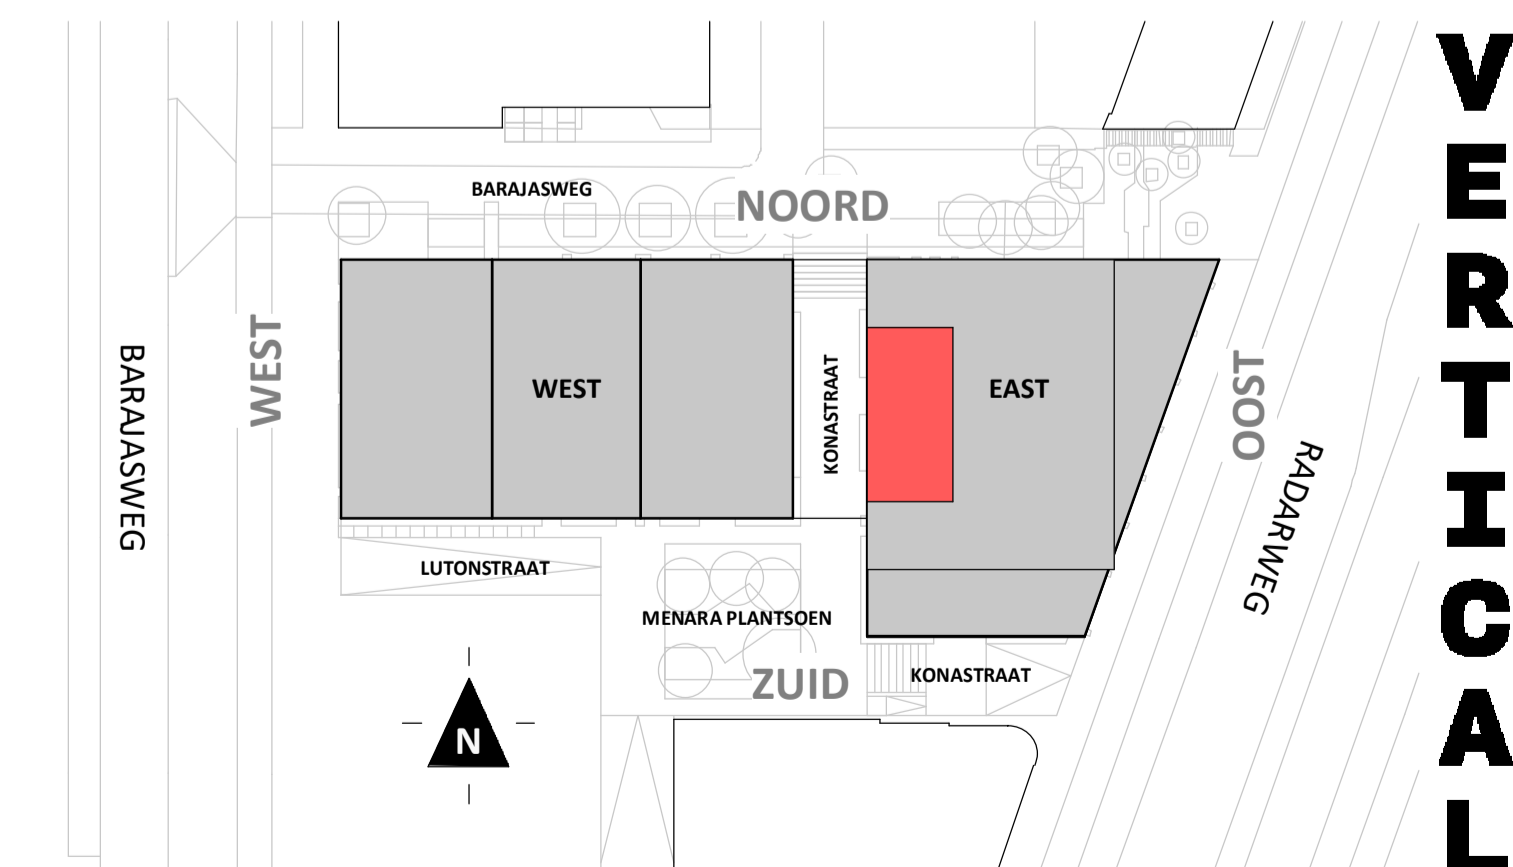 BARAJASWEG
NOORD
WEST
BARAJASWEG
WEST
KONASTRAAT
EAST
OOST
RADARWEG
LUTONSTRAAT
MENARA PLANTSOEN
ZUID
KONASTRAAT
N
VERTICAL